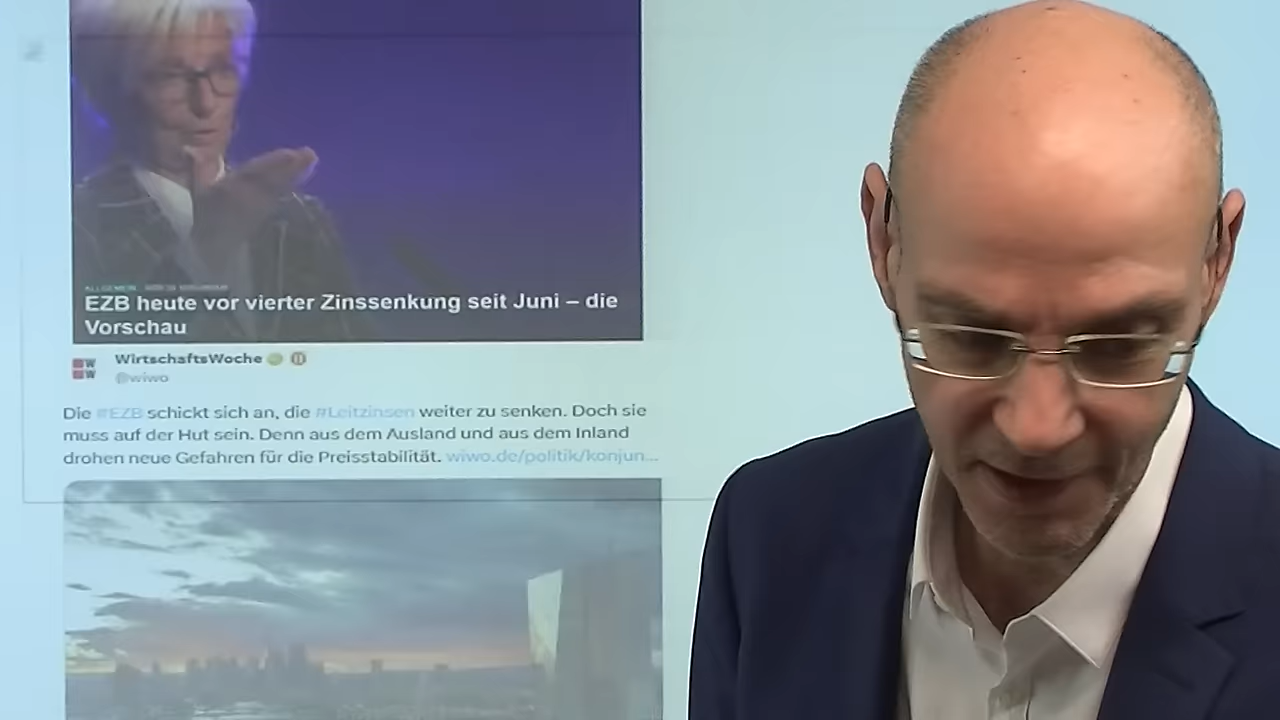 ALLGEMEIN
EZB heute vor vierter Zinssenkung seit Juni – die
Vorschau
WirtschaftsWoche
@wiwo
Die #EZB schickt sich an, die #Leitzinsen weiter zu senken. Doch sie
muss auf der Hut sein. Denn aus dem Ausland und aus dem Inland
drohen neue Gefahren für die Preisstabilität. wiwo.de/politik/konjun...